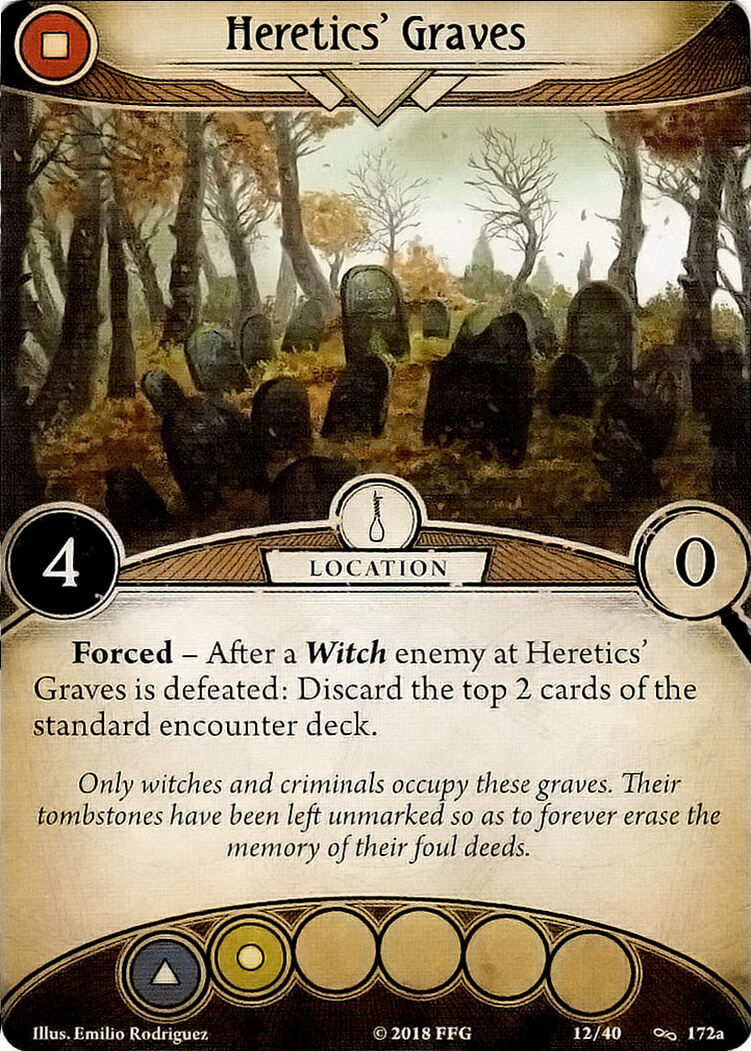 Heretics’ Graves
4
LOCATION
0
Forced – After a Witch enemy at Heretics’
Graves is defeated: Discard the top 2 cards of the
standard encounter deck.
Only witches and criminals occupy these graves. Their
tombstones have been left unmarked so as to forever erase the
memory of their foul deeds.
Illus. Emilio Rodriguez © 2018 FFG 12/40 172a